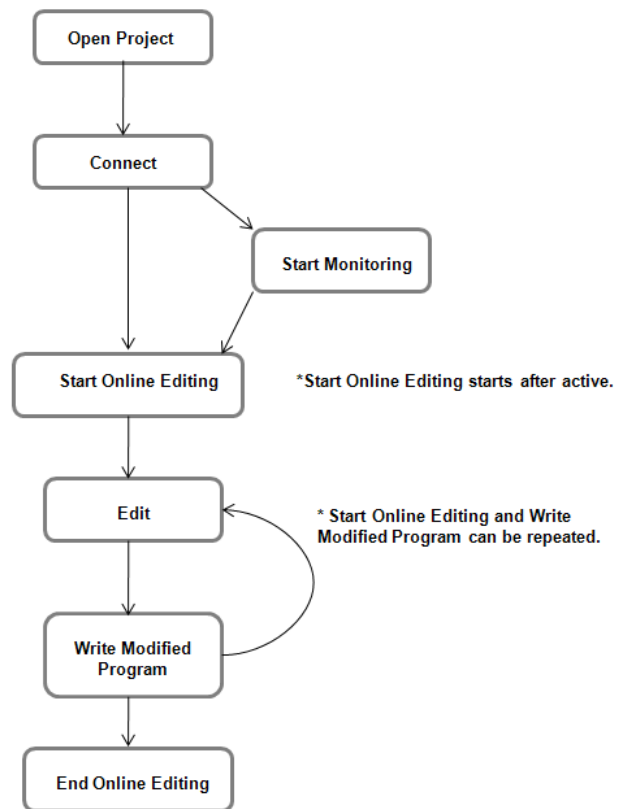 Open Project
Connect
Start Monitoring
Start Online Editing
*Start Online Editing starts after active.
Edit
* Start Online Editing and Write
Modified Program can be repeated.
Write Modified
Program
End Online Editing